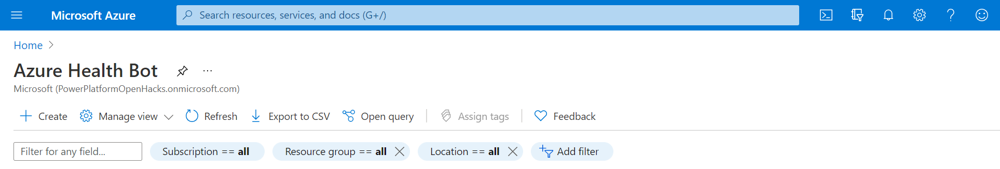 Microsoft Azure Search resources, services, and docs (G+/)
Home
Azure Health Bot ...
Microsoft (PowerPlatformOpenHacks.onmicrosoft.com)
Create Manage view Refresh Export to CSV Open query Assign tags Feedback
Filter for any field... Subscription == all Resource group == all Location == all Add filter